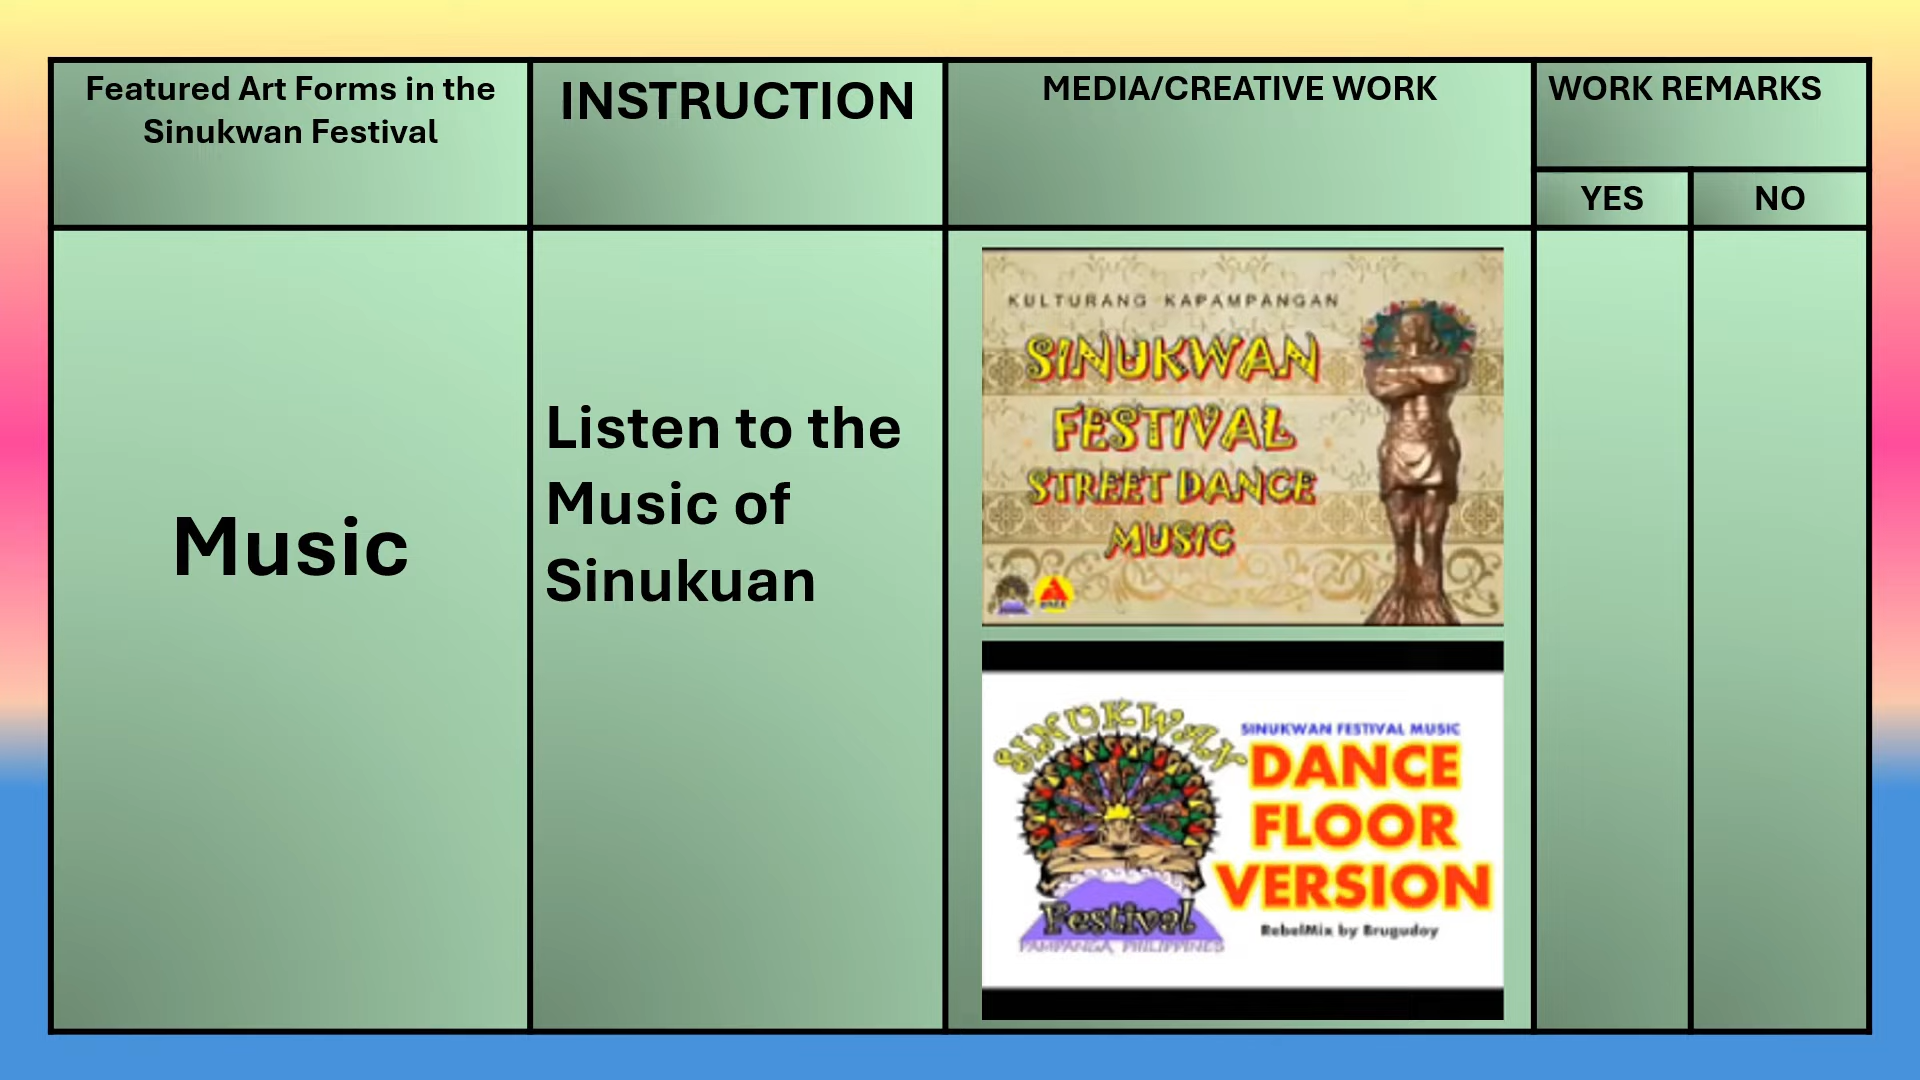 Featured Art Forms in the
Sinukwan Festival
INSTRUCTION
MEDIA/CREATIVE WORK
WORK REMARKS
YES
NO
Music
Listen to the
Music of
Sinukuan
KULTURANG KAPAMPANGAN
SINUKWAN
FESTIVAL
STREET DANCE
MUSIC
SINUKWAN
Festival
PAMPANGA, PHILIPPINES
SINUKWAN FESTIVAL MUSIC
DANCE
FLOOR
VERSION
RebelMix by Brugudoy